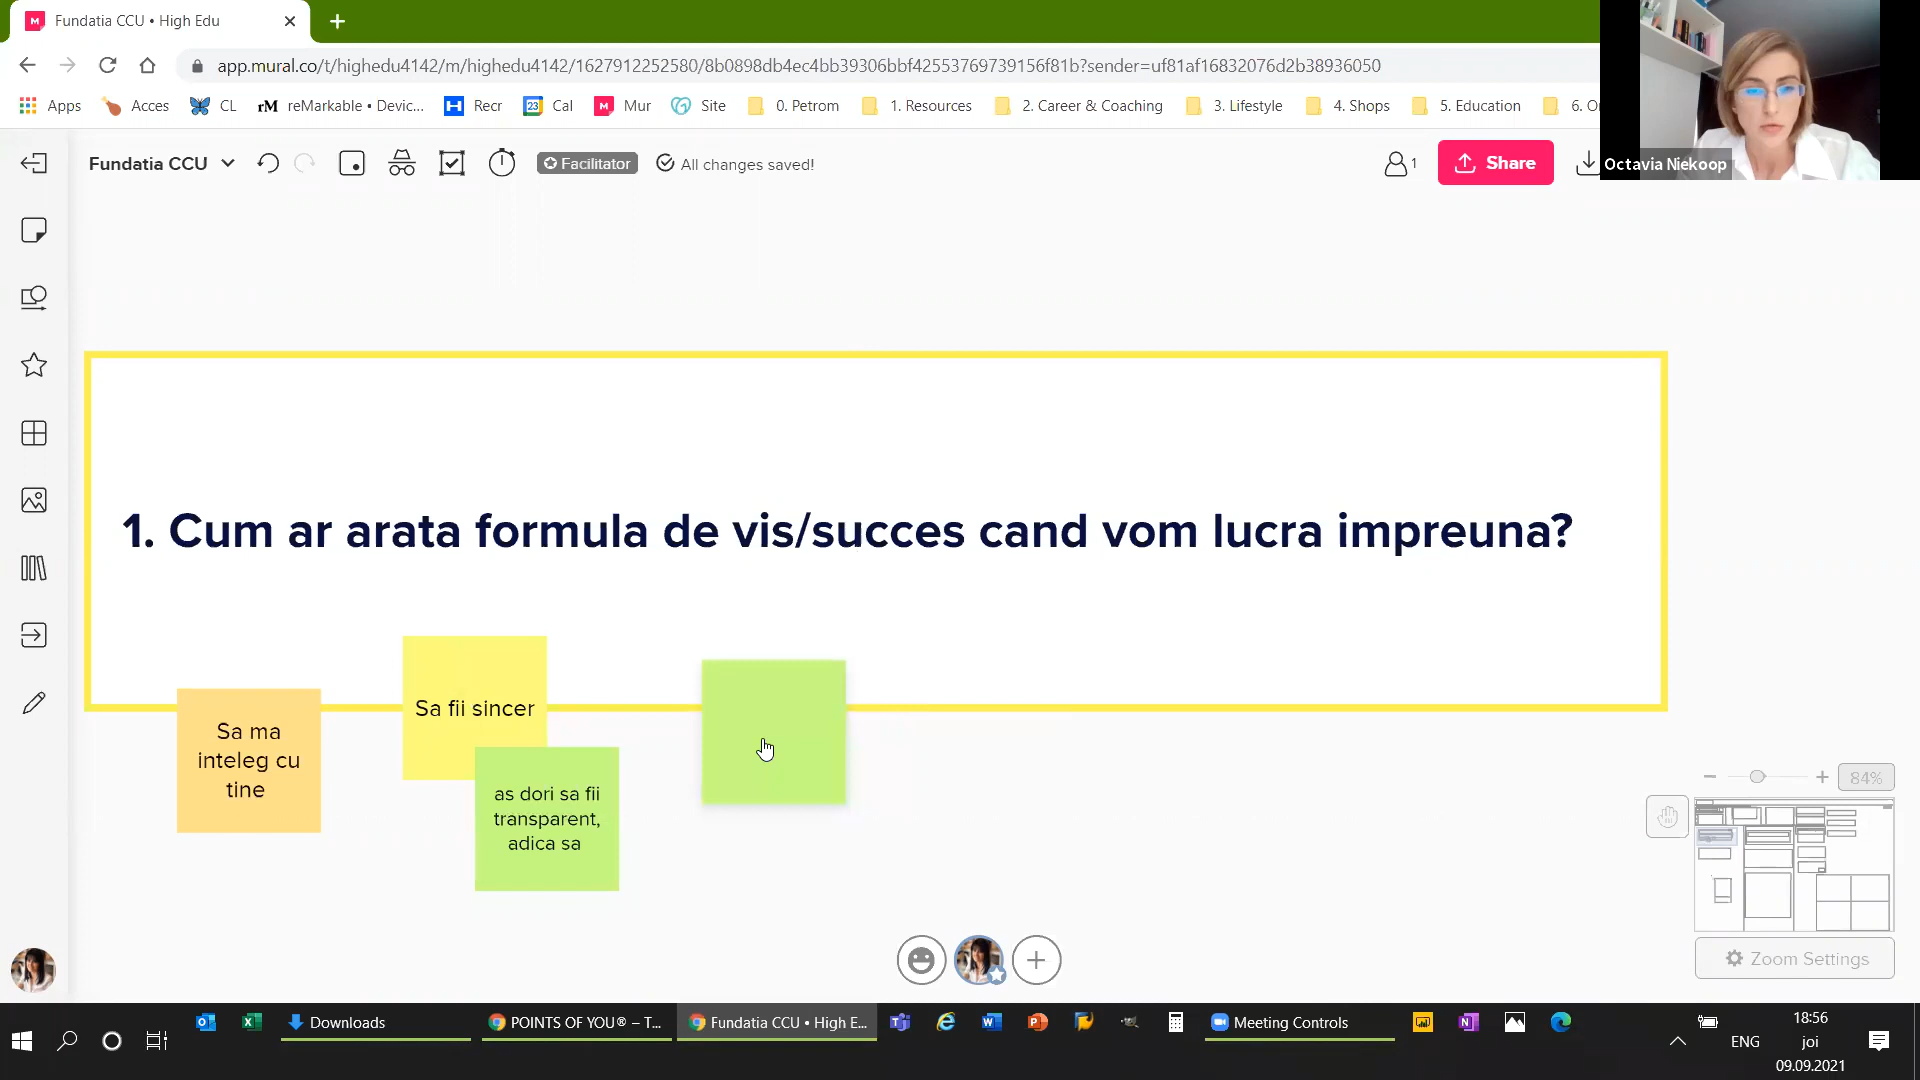 Fundatia CCU • High Edu
app.mural.co/t/highedu4142/m/highedu4142/1627912252580/8b0898db4ec4bb39306bbf42553769739156f81b?sender=uf81af16832076d2b38936050
Apps Acces CL rM reMarkable • Devic... Recr 23 Cal Mur Site 0. Petrom 1. Resources 2. Career & Coaching 3. Lifestyle 4. Shops 5. Education 6. O
Fundatia CCU Facilitator All changes saved! 1 Share
Octavia Niekoop
1. Cum ar arata formula de vis/succes cand vom lucra impreuna?
Sa ma
inteleg cu
tine
Sa fii sincer
as dori sa fii
transparent,
adica sa
84%
Zoom Settings
Downloads POINTS OF YOU® – T... Fundatia CCU • High E... Meeting Controls
ENG
18:56
joi
09.09.2021